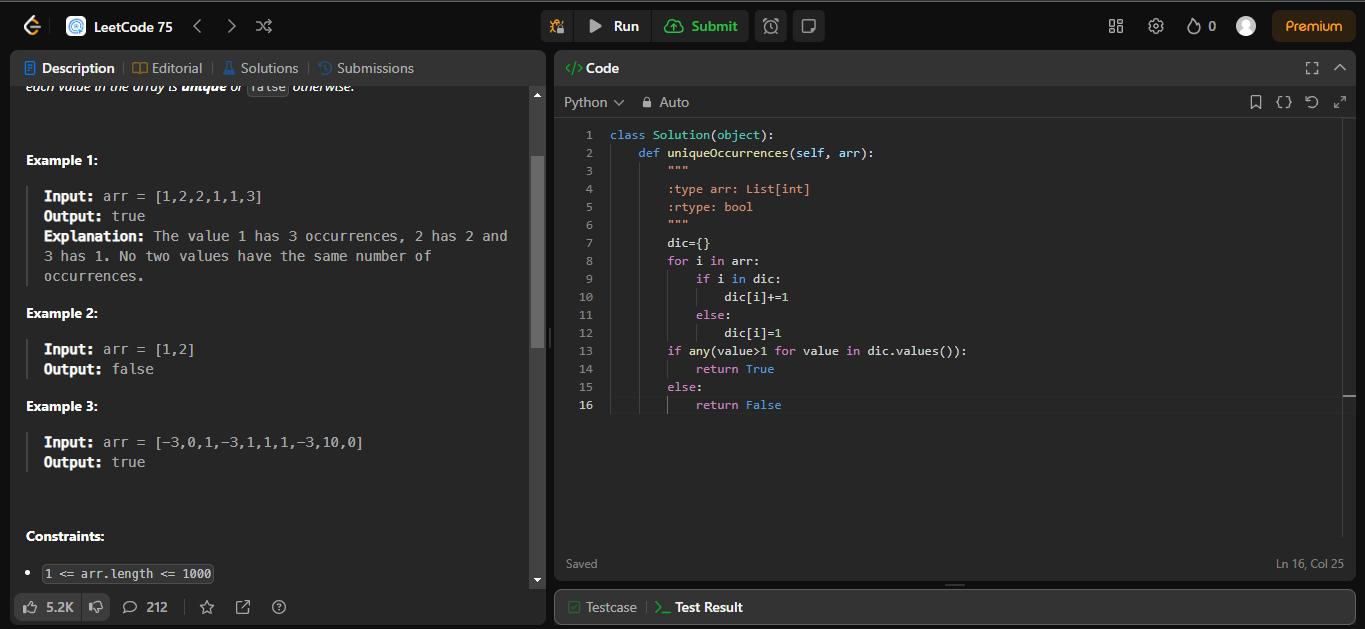 LeetCode 75
Run
Submit
0
Premium
Description
Editorial
Solutions
Submissions
each value in the array is unique or false otherwise.
Example 1:
Input: arr = [1,2,2,1,1,3]
Output: true
Explanation: The value 1 has 3 occurrences, 2 has 2 and
3 has 1. No two values have the same number of
occurrences.
Example 2:
Input: arr = [1,2]
Output: false
Example 3:
Input: arr = [-3,0,1,-3,1,1,1,-3,10,0]
Output: true
Constraints:
1 <= arr.length <= 1000
5.2K
212
</> Code
Python
Auto
1 class Solution(object):
2 def uniqueOccurrences(self, arr):
3 """
4 :type arr: List[int]
5 :rtype: bool
6 """
7 dic={}
8 for i in arr:
9 if i in dic:
10 dic[i]+=1
11 else:
12 dic[i]=1
13 if any(value>1 for value in dic.values()):
14 return True
15 else:
16 return False
Saved
Ln 16, Col 25
Testcase
Test Result